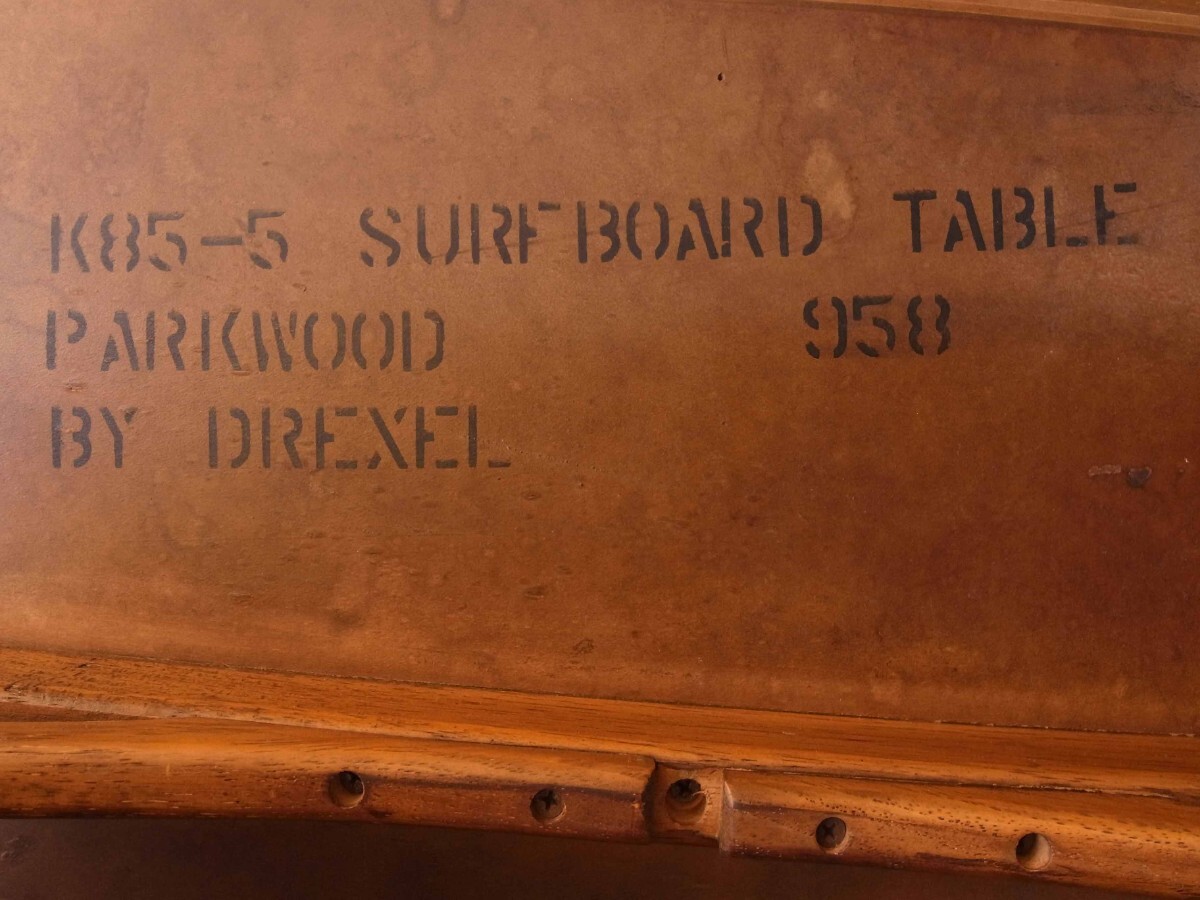 K85-5 SURFBOARD TABLE
PARKWOOD 958
BY DREXEL